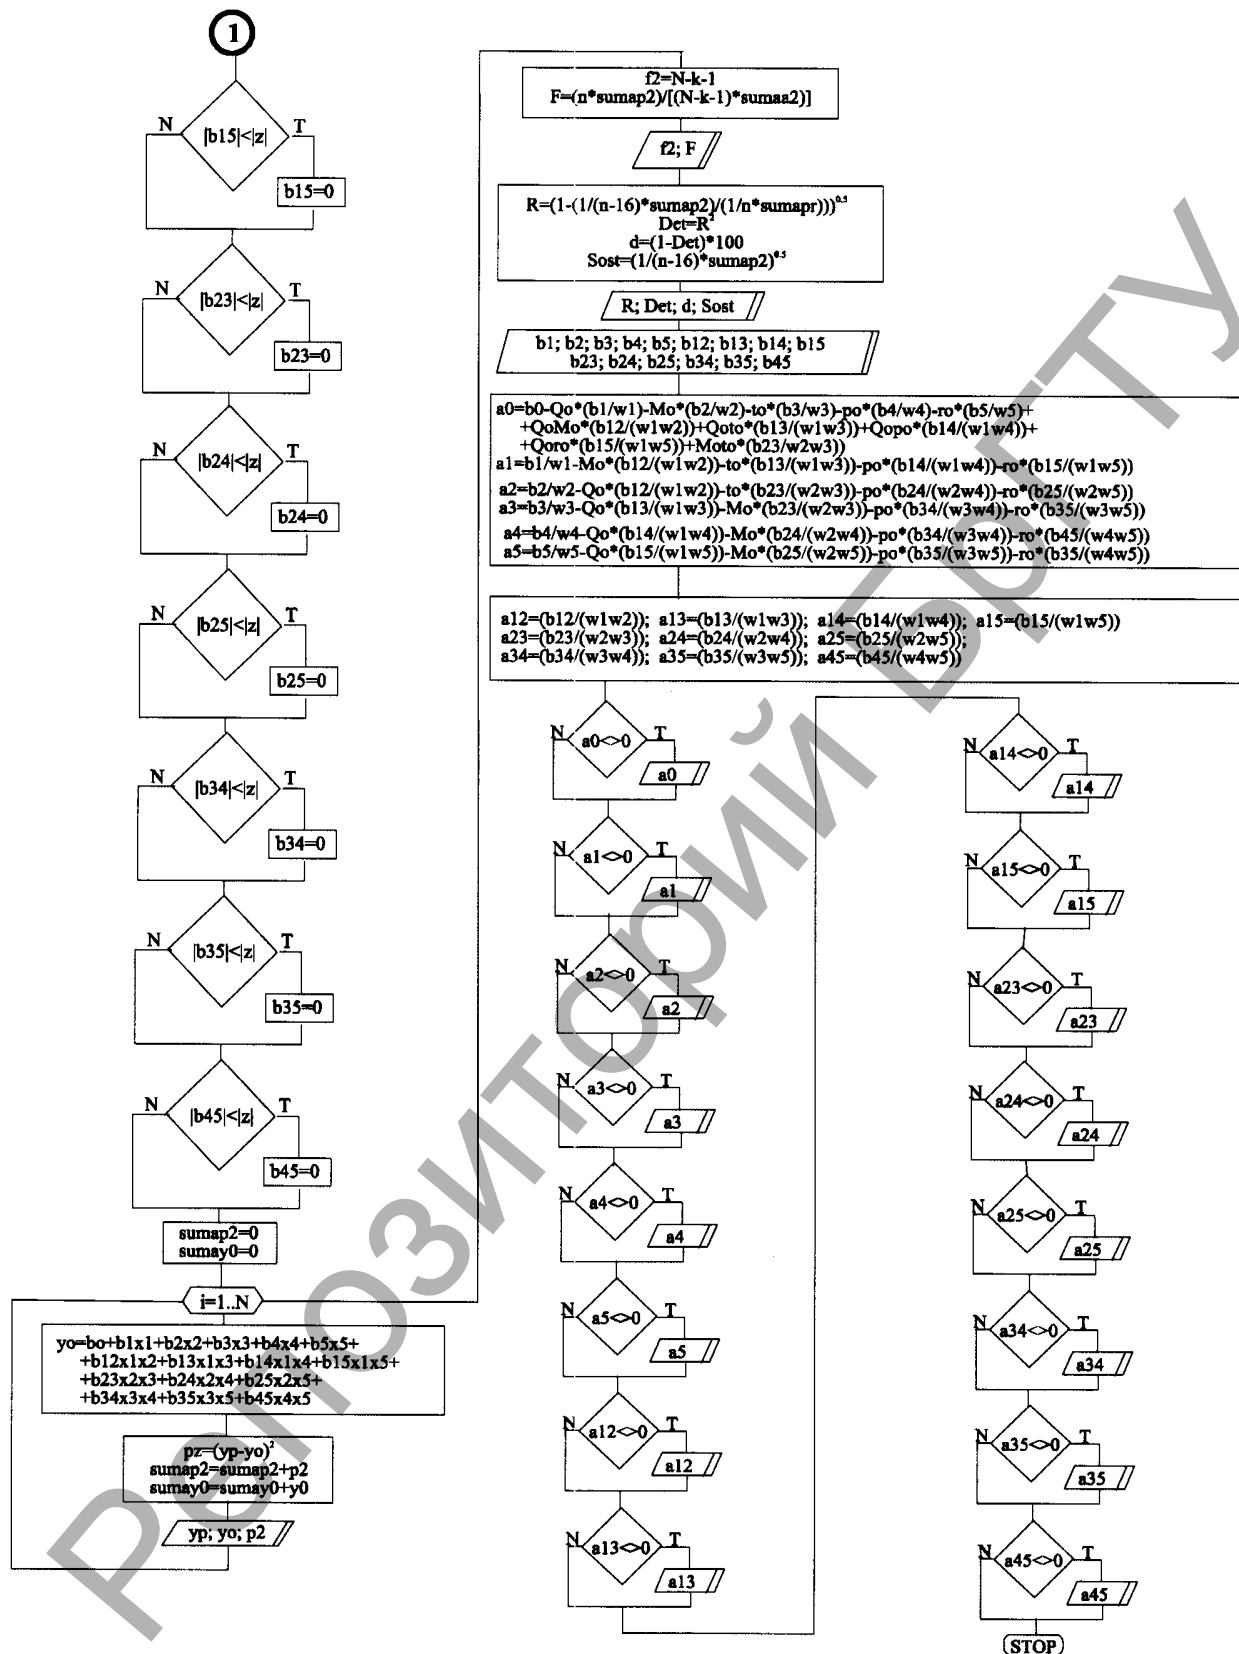 1
N
T
|b15|<|z|
b15=0
N
T
|b23|<|z|
b23=0
N
T
|b24|<|z|
b24=0
N
T
|b25|<|z|
b25=0
N
T
|b34|<|z|
b34=0
N
T
|b35|<|z|
b35=0
N
T
|b45|<|z|
b45=0
sumap2=0
sumay0=0
i=1..N
yo=bo+b1x1+b2x2+b3x3+b4x4+b5x5+
+b12x1x2+b13x1x3+b14x1x4+b15x1x5+
+b23x2x3+b24x2x4+b25x2x5+
+b34x3x4+b35x3x5+b45x4x5
pz=(yp-yo)²
sumap2=sumap2+p2
sumay0=sumay0+y0
yp; yo; p2
f2=N-k-1
F=(n*sumap2)/[(N-k-1)*sumaa2)]
f2; F
R=(1-(1/(n-16)*sumap2)/(1/n*sumapr)))^0.5
Det=R²
d=(1-Det)*100
Sost=(1/(n-16)*sumap2)^0.5
R; Det; d; Sost
b1; b2; b3; b4; b5; b12; b13; b14; b15
b23; b24; b25; b34; b35; b45
a0=b0-Qo*(b1/w1)-Mo*(b2/w2)-to*(b3/w3)-po*(b4/w4)-ro*(b5/w5)+
+QoMo*(b12/(w1w2))+Qoto*(b13/(w1w3))+Qopo*(b14/(w1w4))+
+Qoro*(b15/(w1w5))+Moto*(b23/w2w3))
a1=b1/w1-Mo*(b12/(w1w2))-to*(b13/(w1w3))-po*(b14/(w1w4))-ro*(b15/(w1w5))
a2=b2/w2-Qo*(b12/(w1w2))-to*(b23/(w2w3))-po*(b24/(w2w4))-ro*(b25/(w2w5))
a3=b3/w3-Qo*(b13/(w1w3))-Mo*(b23/(w2w3))-po*(b34/(w3w4))-ro*(b35/(w3w5))
a4=b4/w4-Qo*(b14/(w1w4))-Mo*(b24/(w2w4))-po*(b34/(w3w4))-ro*(b45/(w4w5))
a5=b5/w5-Qo*(b15/(w1w5))-Mo*(b25/(w2w5))-po*(b35/(w3w5))-ro*(b35/(w4w5))
a12=(b12/(w1w2)); a13=(b13/(w1w3)); a14=(b14/(w1w4)); a15=(b15/(w1w5))
a23=(b23/(w2w3)); a24=(b24/(w2w4)); a25=(b25/(w2w5));
a34=(b34/(w3w4)); a35=(b35/(w3w5)); a45=(b45/(w4w5))
N
T
a0<>0
a0
N
T
a1<>0
a1
N
T
a2<>0
a2
N
T
a3<>0
a3
N
T
a4<>0
a4
N
T
a5<>0
a5
N
T
a12<>0
a12
N
T
a13<>0
a13
N
T
a14<>0
a14
N
T
a15<>0
a15
N
T
a23<>0
a23
N
T
a24<>0
a24
N
T
a25<>0
a25
N
T
a34<>0
a34
N
T
a35<>0
a35
N
T
a45<>0
a45
STOP
Репозиторий БрГТУ